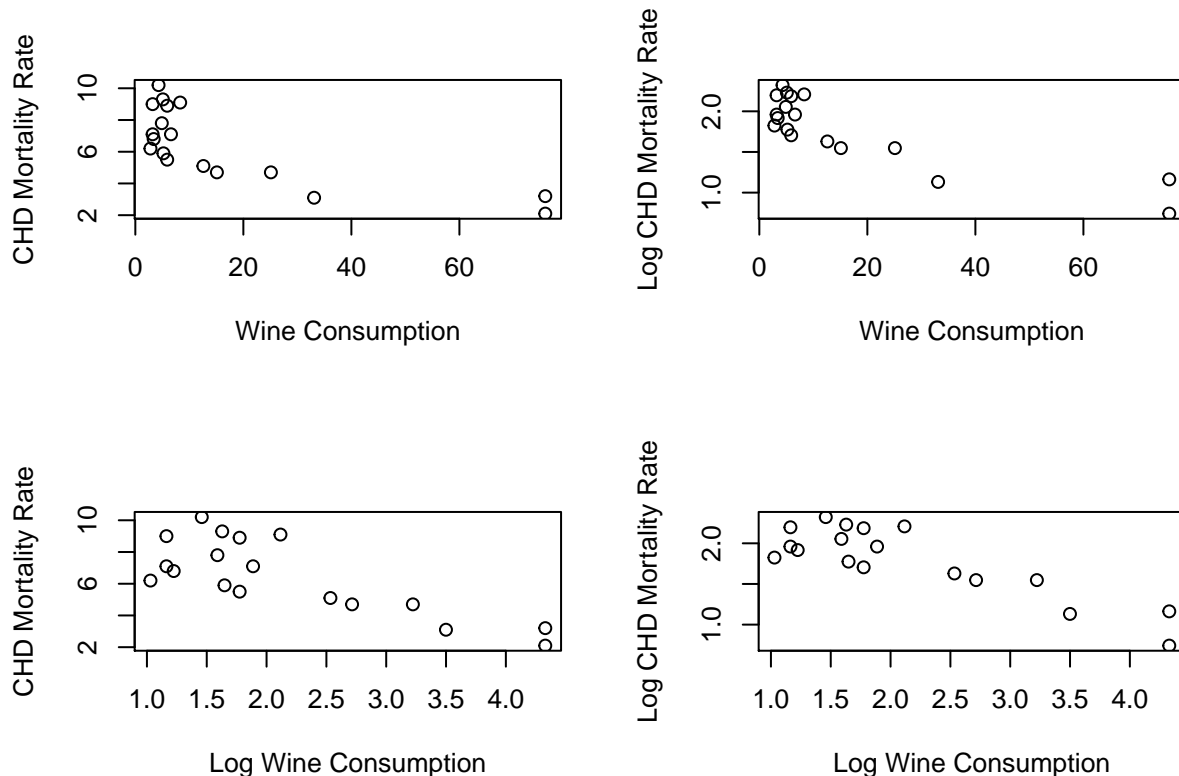 CHD Mortality Rate
2 6 10
0 20 40 60
Wine Consumption
Log CHD Mortality Rate
1.0 2.0
0 20 40 60
Wine Consumption
CHD Mortality Rate
2 6 10
1.0 1.5 2.0 2.5 3.0 3.5 4.0
Log Wine Consumption
Log CHD Mortality Rate
1.0 2.0
1.0 1.5 2.0 2.5 3.0 3.5 4.0
Log Wine Consumption